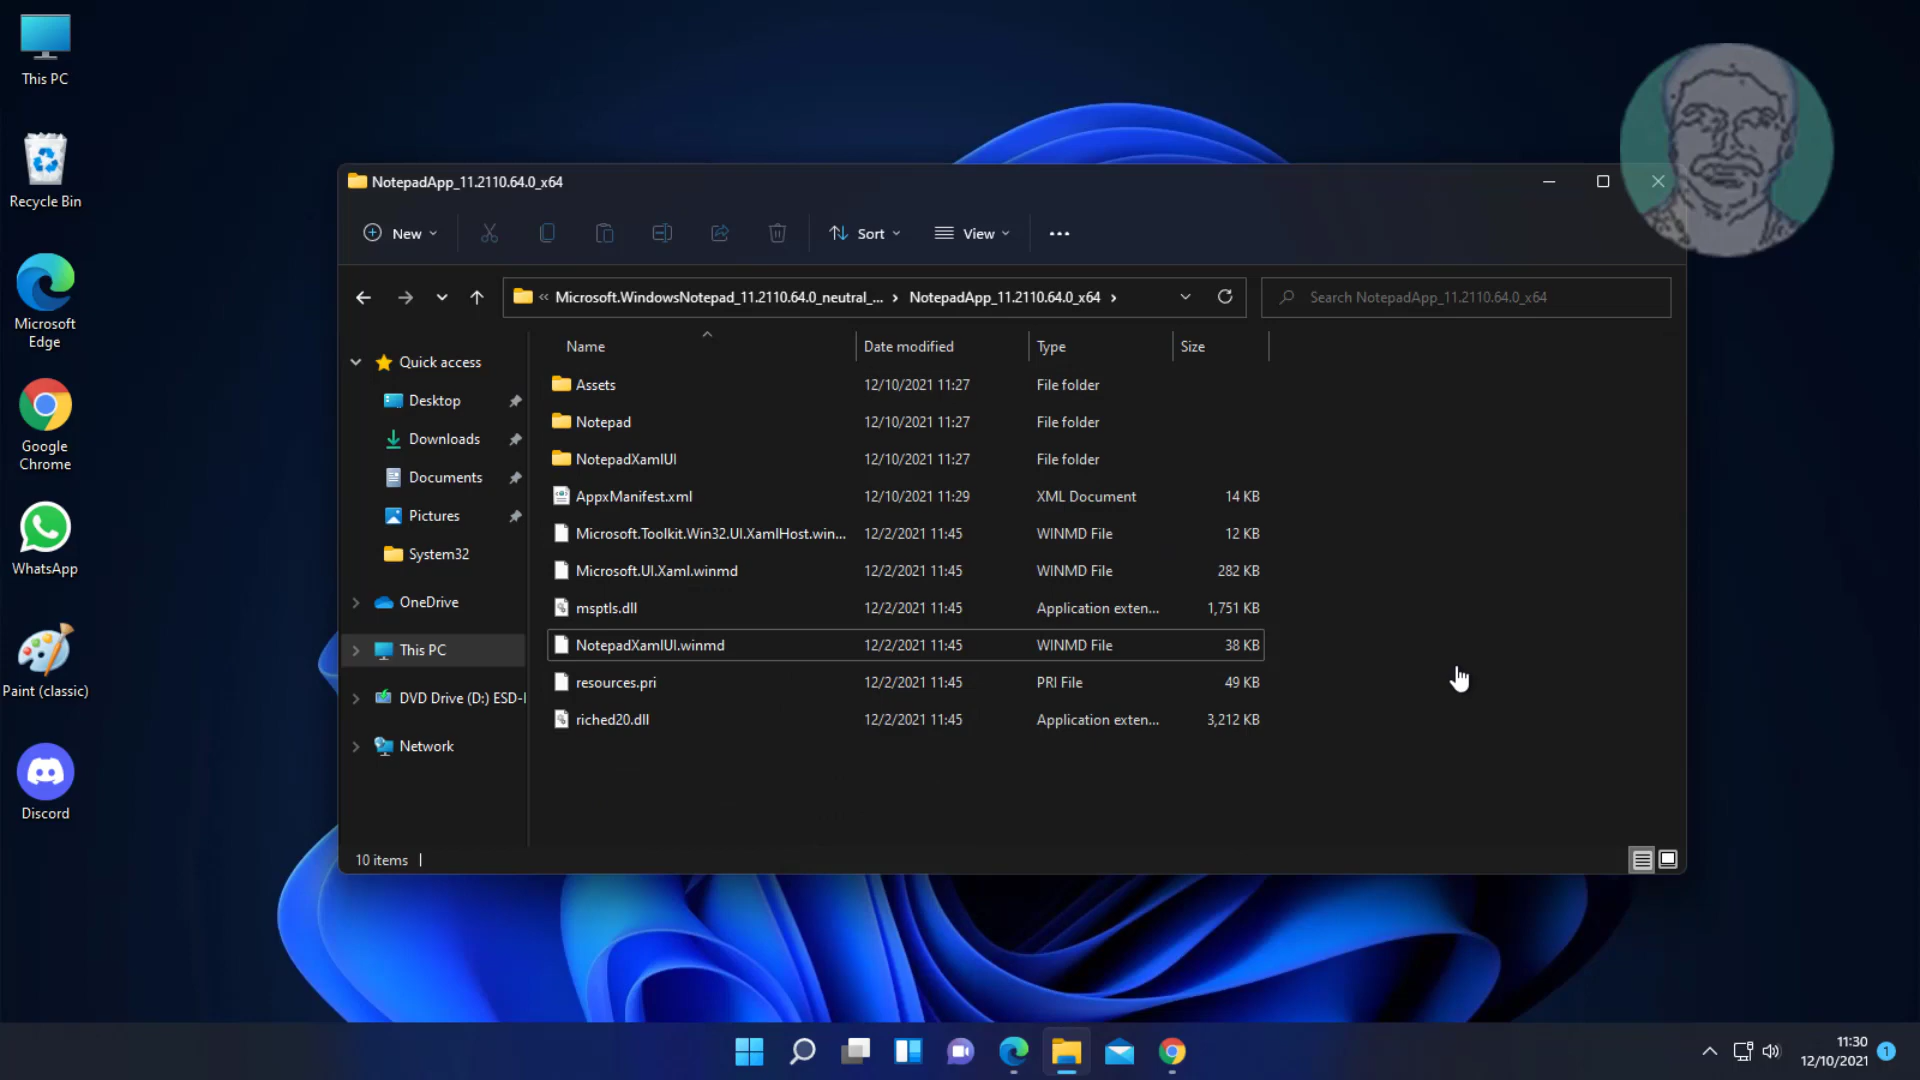 This PC
Recycle Bin
Microsoft
Edge
Google
Chrome
WhatsApp
Paint (classic)
Discord
NotepadApp_11.2110.64.0_x64
New
Sort
View
Microsoft.WindowsNotepad_11.2110.64.0_neutral_...
NotepadApp_11.2110.64.0_x64
Search NotepadApp_11.2110.64.0_x64
Quick access
Desktop
Downloads
Documents
Pictures
System32
OneDrive
This PC
DVD Drive (D:) ESD-I
Network
Name Date modified Type Size
Assets 12/10/2021 11:27 File folder
Notepad 12/10/2021 11:27 File folder
NotepadXamlUI 12/10/2021 11:27 File folder
AppxManifest.xml 12/10/2021 11:29 XML Document 14 KB
Microsoft.Toolkit.Win32.UI.XamlHost.win... 12/2/2021 11:45 WINMD File 12 KB
Microsoft.UI.Xaml.winmd 12/2/2021 11:45 WINMD File 282 KB
msptls.dll 12/2/2021 11:45 Application exten... 1,751 KB
NotepadXamlUI.winmd 12/2/2021 11:45 WINMD File 38 KB
resources.pri 12/2/2021 11:45 PRI File 49 KB
riched20.dll 12/2/2021 11:45 Application exten... 3,212 KB
10 items
11:30
12/10/2021
1